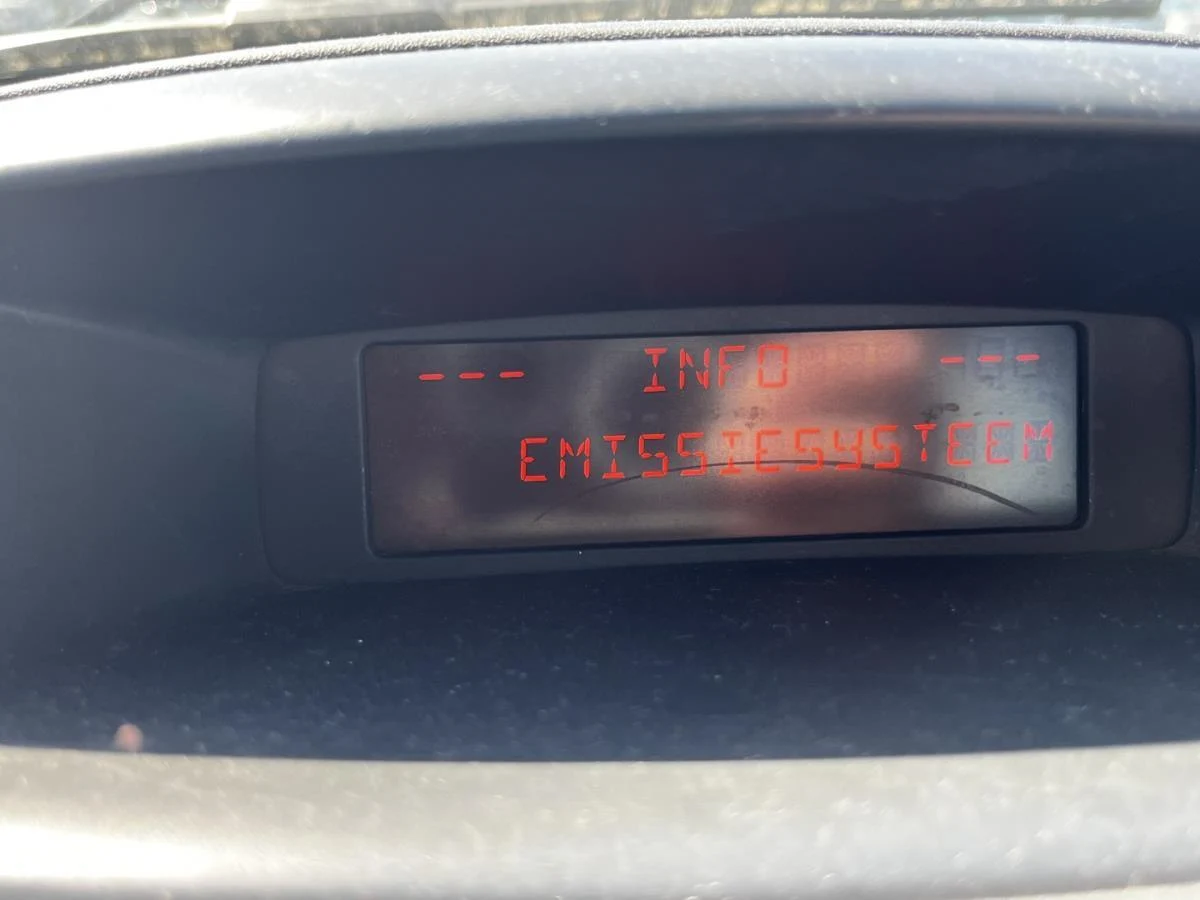 --- INFO ---
EMISSIESYSTEEM